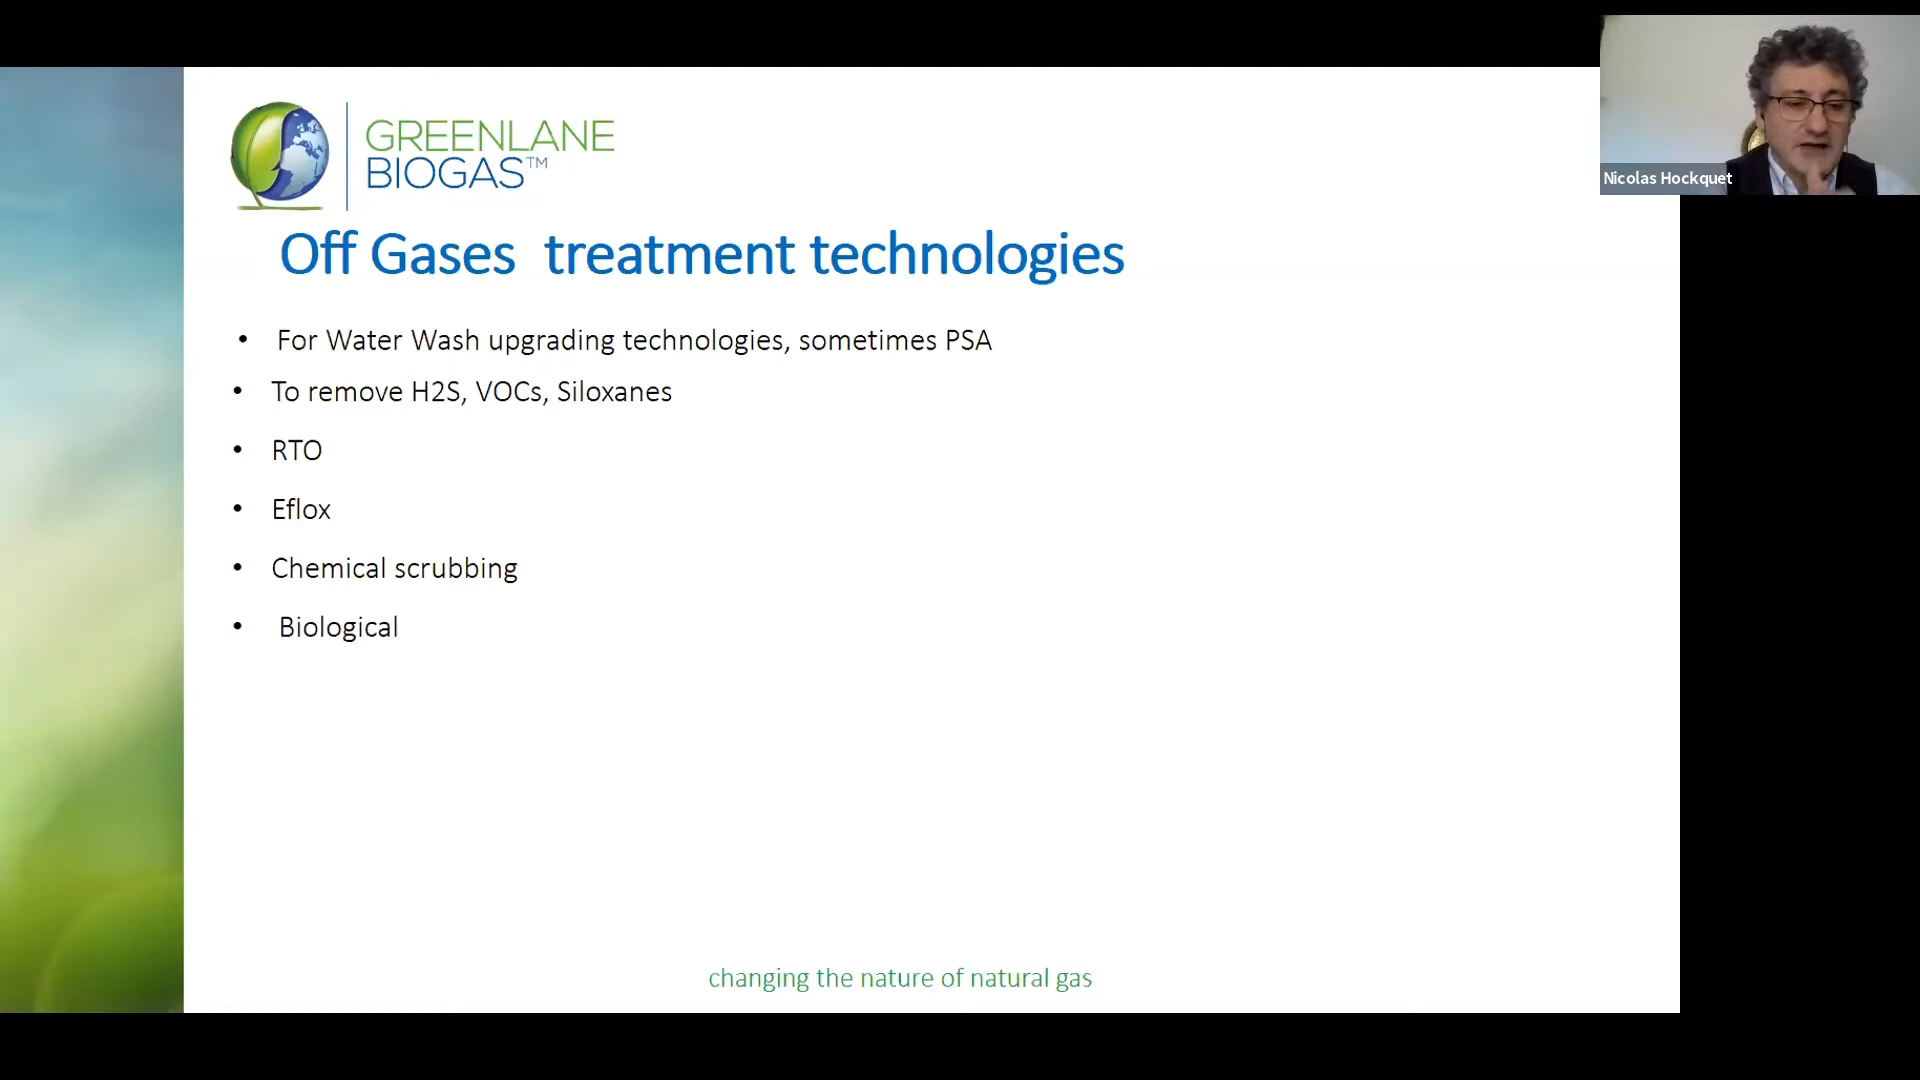 GREENLANE
BIOGAS™
Nicolas Hockquet
Off Gases treatment technologies
• For Water Wash upgrading technologies, sometimes PSA
• To remove H2S, VOCs, Siloxanes
• RTO
• Eflox
• Chemical scrubbing
• Biological
changing the nature of natural gas